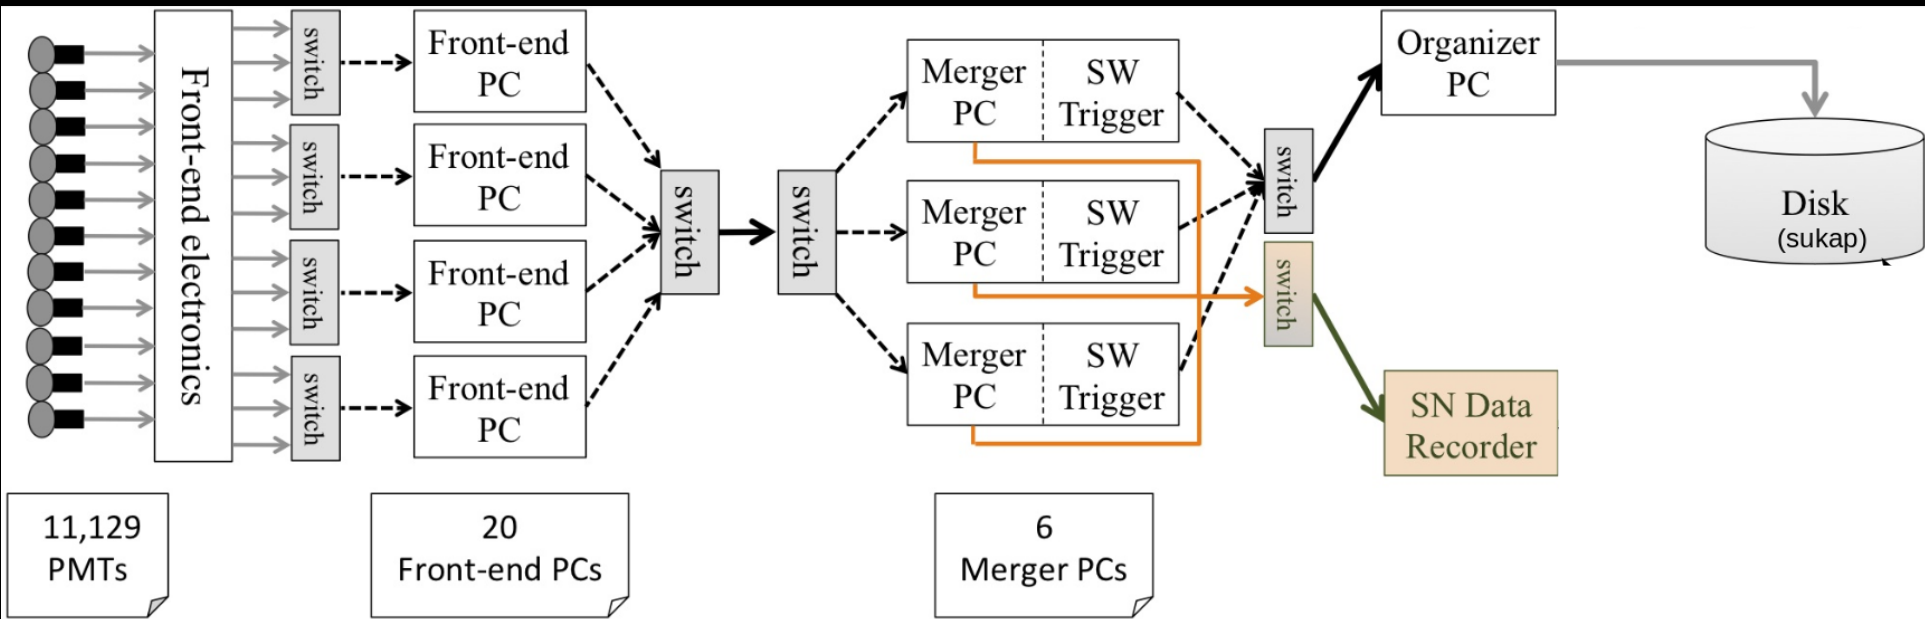 Front-end electronics
switch
switch
switch
switch
Front-end
PC
Front-end
PC
Front-end
PC
Front-end
PC
switch
switch
Merger
PC
SW
Trigger
Merger
PC
SW
Trigger
Merger
PC
SW
Trigger
switch
switch
Organizer
PC
SN Data
Recorder
Disk
(sukap)
11,129
PMTs
20
Front-end PCs
6
Merger PCs